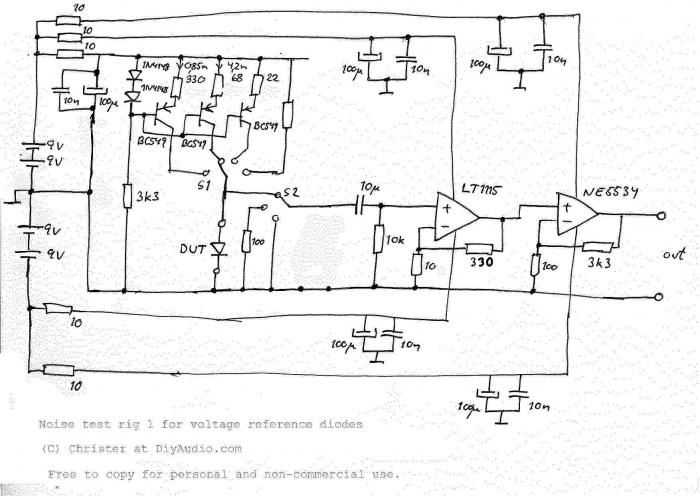 10
10
10
100µ
10n
100µ
10n
1N4148
0,85m
4,2m
330
68
22
1N4148
10n
100µ
BC549
BC549
BC549
9V
9V
S1
S2
3k3
10µ
LT1115
NE5534
+
-
+
-
9V
9V
DUT
100
10k
10
330
100
3k3
out
10
100µ
10n
10
100µ
10n
Noise test rig 1 for voltage reference diodes
(C) Christer at DiyAudio.com
Free to copy for personal and non-commercial use.